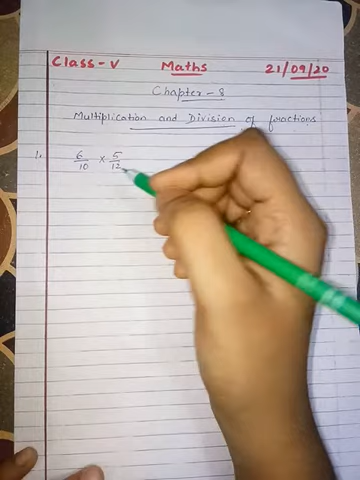 Class-V Maths 21/09/20
Chapter-8
Multiplication and Division of fractions
1. 6/10 × 5/12